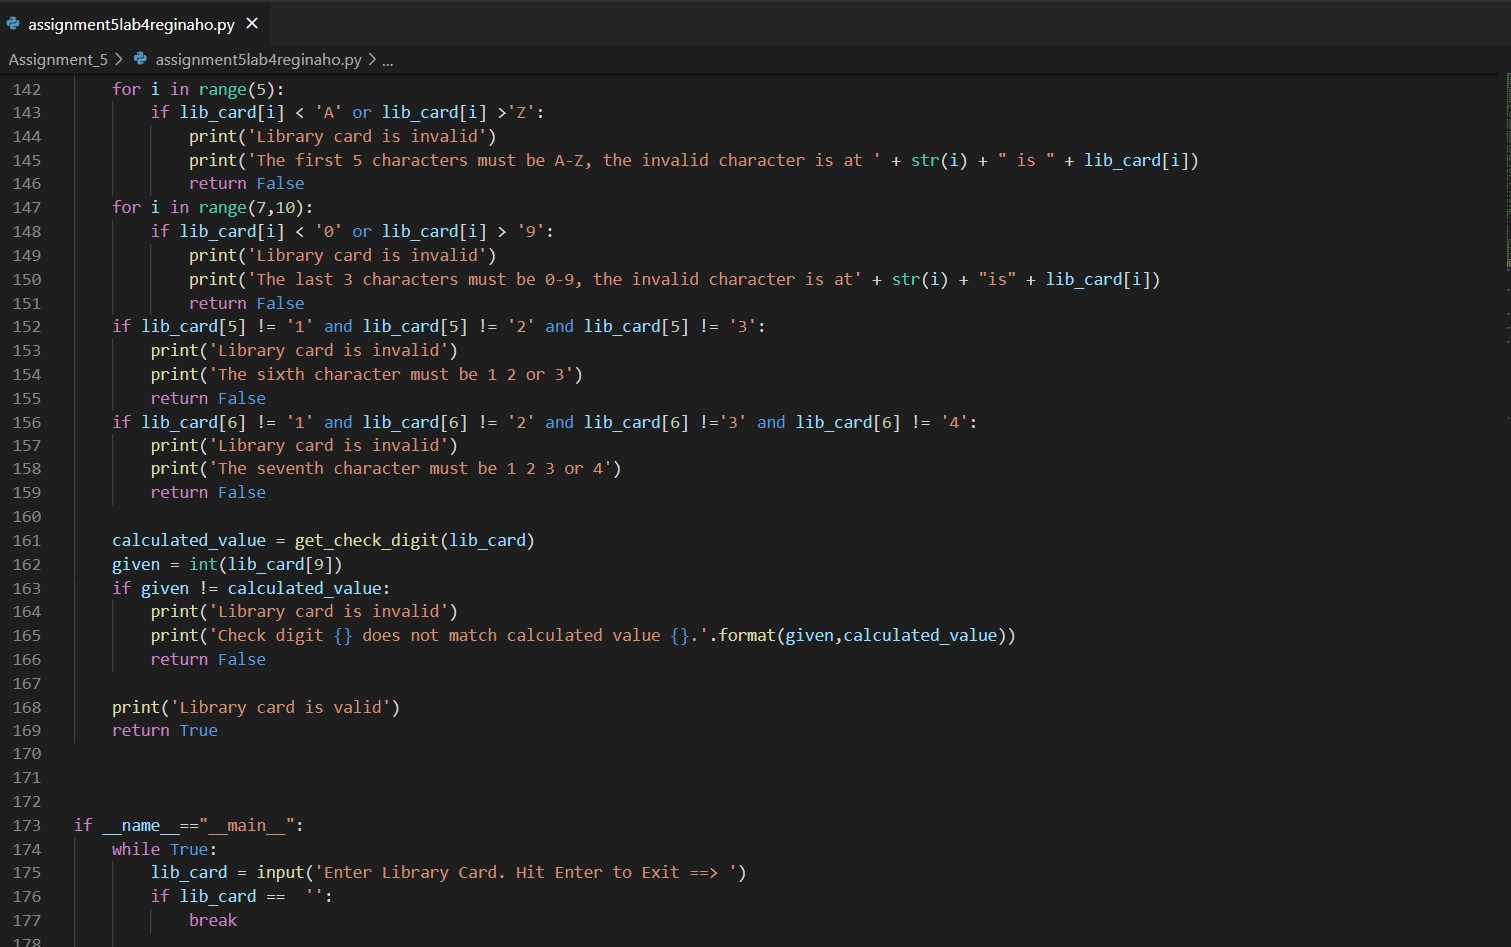 assignment5lab4reginaho.py ×
Assignment_5 > assignment5lab4reginaho.py > ...
142 for i in range(5):
143 if lib_card[i] < 'A' or lib_card[i] >'Z':
144 print('Library card is invalid')
145 print('The first 5 characters must be A-Z, the invalid character is at ' + str(i) + " is " + lib_card[i])
146 return False
147 for i in range(7,10):
148 if lib_card[i] < '0' or lib_card[i] > '9':
149 print('Library card is invalid')
150 print('The last 3 characters must be 0-9, the invalid character is at' + str(i) + "is" + lib_card[i])
151 return False
152 if lib_card[5] != '1' and lib_card[5] != '2' and lib_card[5] != '3':
153 print('Library card is invalid')
154 print('The sixth character must be 1 2 or 3')
155 return False
156 if lib_card[6] != '1' and lib_card[6] != '2' and lib_card[6] !='3' and lib_card[6] != '4':
157 print('Library card is invalid')
158 print('The seventh character must be 1 2 3 or 4')
159 return False
160
161 calculated_value = get_check_digit(lib_card)
162 given = int(lib_card[9])
163 if given != calculated_value:
164 print('Library card is invalid')
165 print('Check digit {} does not match calculated value {}.'.format(given,calculated_value))
166 return False
167
168 print('Library card is valid')
169 return True
170
171
172
173 if __name__=="__main__":
174 while True:
175 lib_card = input('Enter Library Card. Hit Enter to Exit ==> ')
176 if lib_card ==  '':
177 break
178